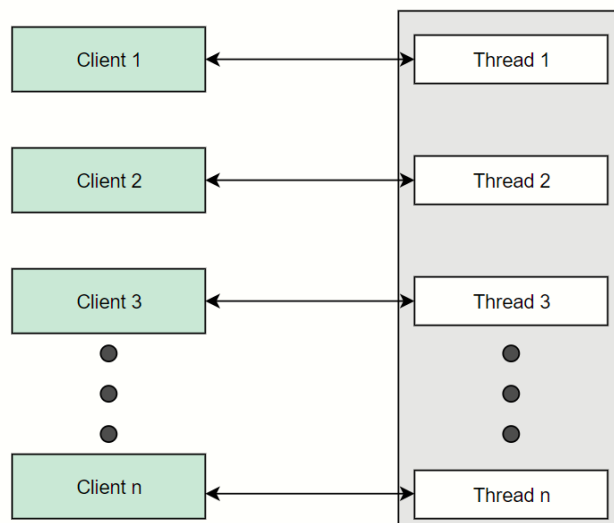 Client 1
Thread 1
Client 2
Thread 2
Client 3
Thread 3
Client n
Thread n